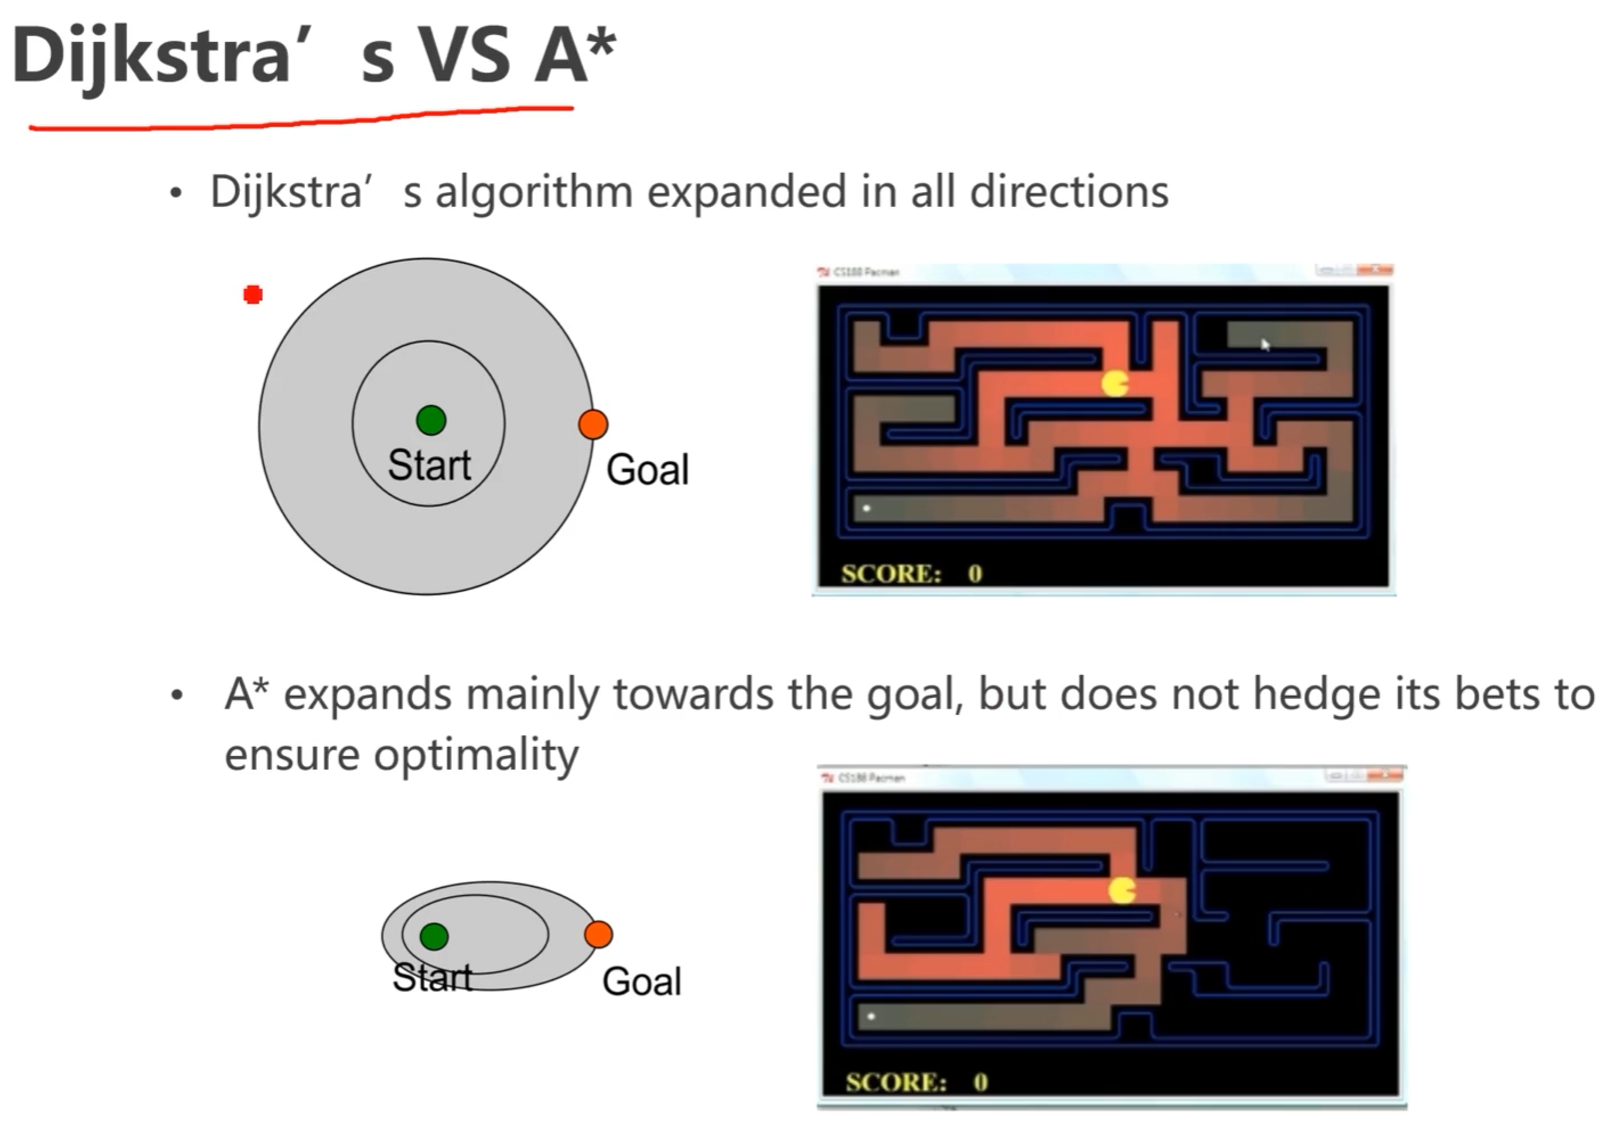 Dijkstra’ s VS A*
• Dijkstra’ s algorithm expanded in all directions
Start
Goal
CS188 Pacman
SCORE: 0
• A* expands mainly towards the goal, but does not hedge its bets to
ensure optimality
Start
Goal
CS188 Pacman
SCORE: 0